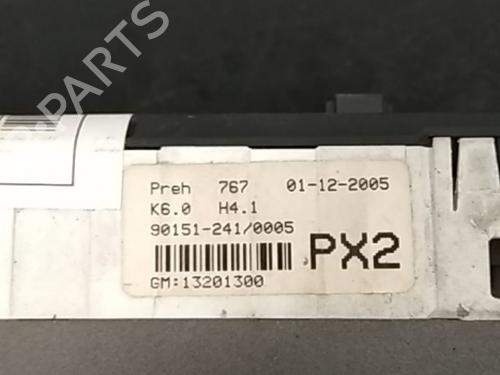 Preh 767 01-12-2005
K6.0 H4.1
90151-241/0005
PX2
GM:13201300
B-PARTS